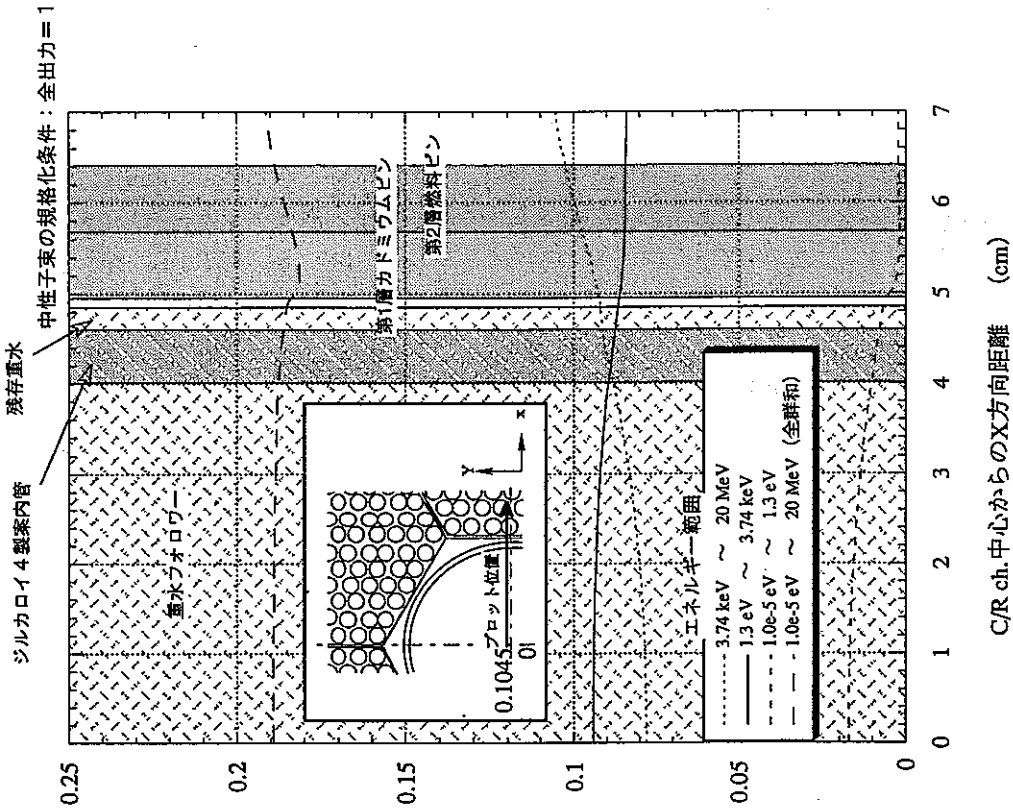 ジルカロイ4製案内管
残存重水
中性子束の規格化条件：全出力＝1
重水フォロワー
第1層カドミウムピン
第2層燃料ピン
0.25
0.2
0.15
0.1
0.05
0
Y
x
0.1045
プロット位置
0
エネルギー範囲
3.74 keV ～ 20 MeV
1.3 eV ～ 3.74 keV
1.0e-5 eV ～ 1.3 eV
1.0e-5 eV ～ 20 MeV (全群和)
0
1
2
3
4
5
6
7
C/R ch. 中心からのX方向距離 (cm)